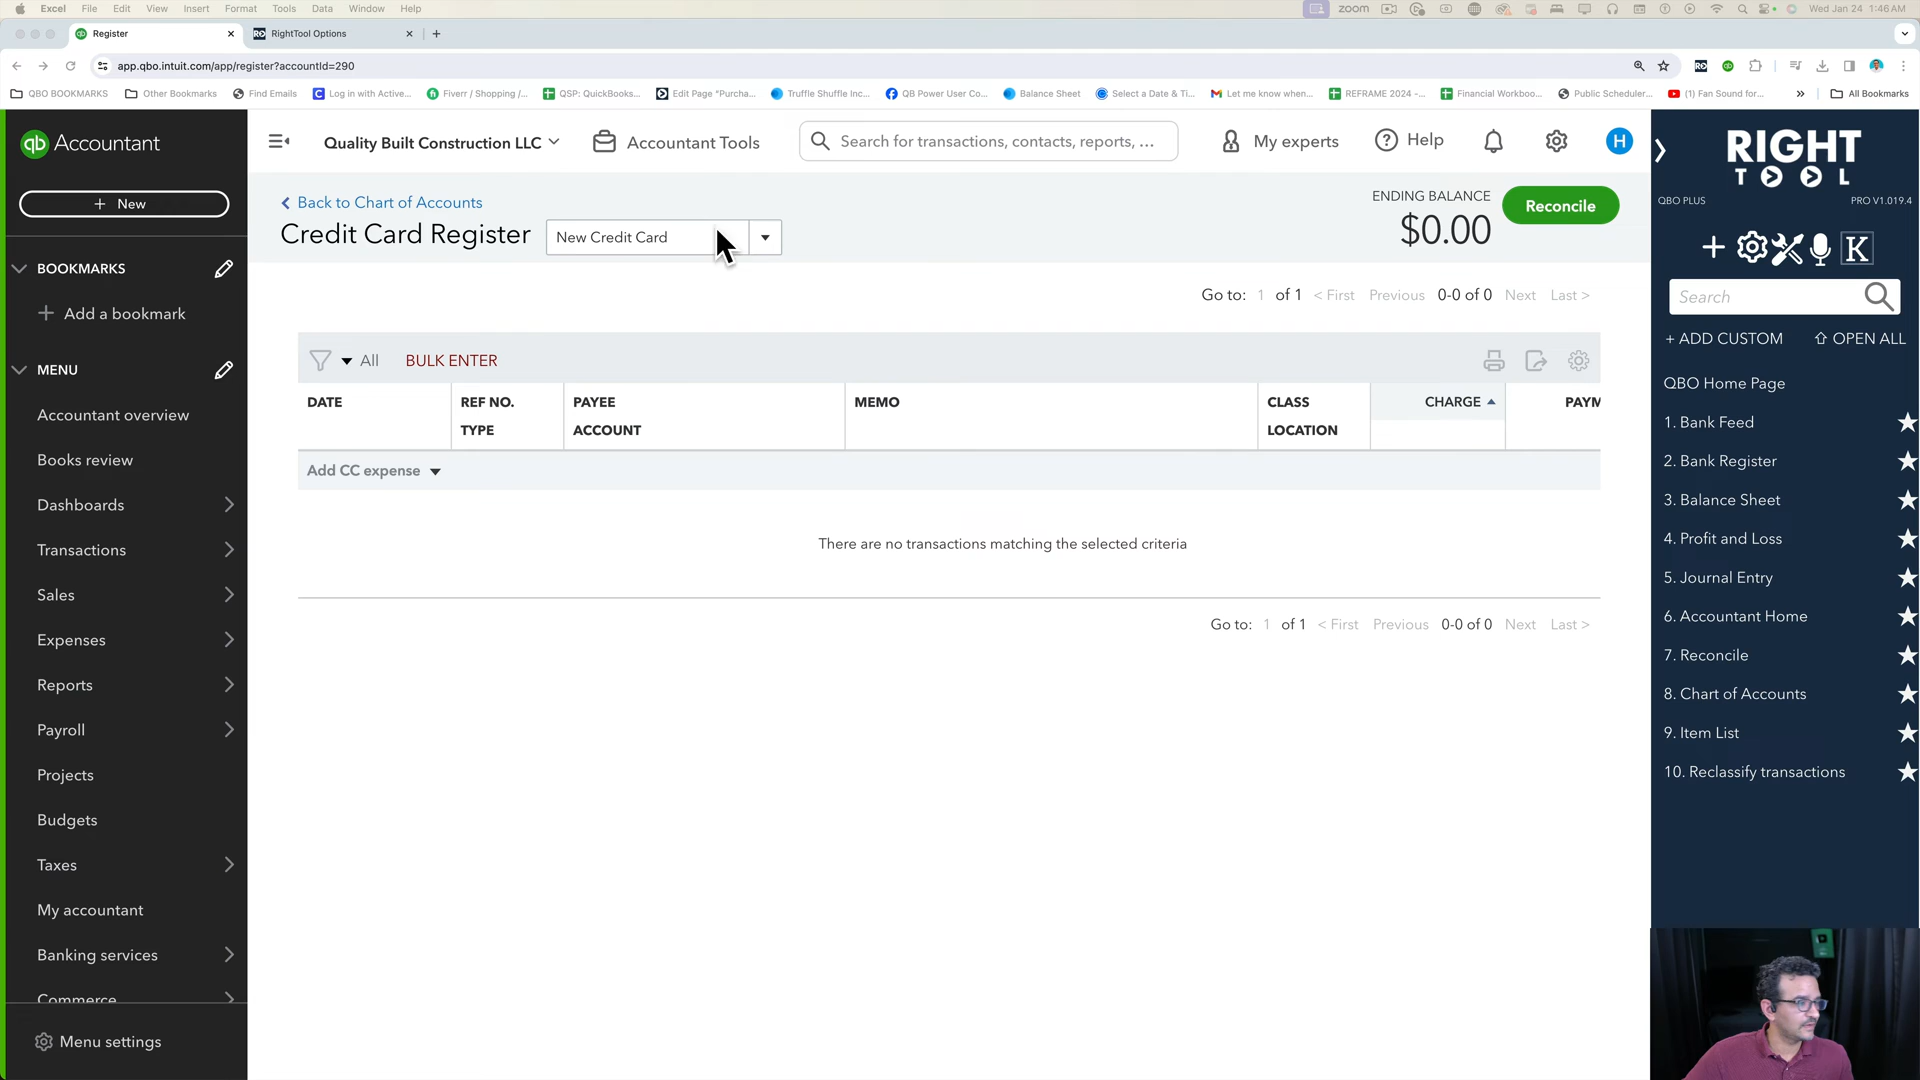 Excel File Edit View Insert Format Tools Data Window Help zoom Wed Jan 24 1:46 AM
Register RightTool Options
app.qbo.intuit.com/app/register?accountId=290
QBO BOOKMARKS Other Bookmarks Find Emails Log in with Active... Fiverr / Shopping /... QSP: QuickBooks... Edit Page "Purcha... Truffle Shuffle Inc... QB Power User Co... Balance Sheet Select a Date & Ti... Let me know when... REFRAME 2024 –... Financial Workboo... Public Scheduler... (1) Fan Sound for... » All Bookmarks
qb Accountant
+ New
BOOKMARKS
+ Add a bookmark
MENU
Accountant overview
Books review
Dashboards
Transactions
Sales
Expenses
Reports
Payroll
Projects
Budgets
Taxes
My accountant
Banking services
Commerce
Menu settings
Quality Built Construction LLC Accountant Tools Search for transactions, contacts, reports, ... My experts Help H
Back to Chart of Accounts
Credit Card Register New Credit Card
ENDING BALANCE
$0.00
Reconcile
Go to: 1 of 1 < First Previous 0-0 of 0 Next Last >
All BULK ENTER
DATE REF NO. PAYEE MEMO CLASS CHARGE PAYM
TYPE ACCOUNT LOCATION
Add CC expense
There are no transactions matching the selected criteria
Go to: 1 of 1 < First Previous 0-0 of 0 Next Last >
RIGHT
TOOL
QBO PLUS PRO V1.019.4
K
Search
+ ADD CUSTOM OPEN ALL
QBO Home Page
1. Bank Feed
2. Bank Register
3. Balance Sheet
4. Profit and Loss
5. Journal Entry
6. Accountant Home
7. Reconcile
8. Chart of Accounts
9. Item List
10. Reclassify transactions